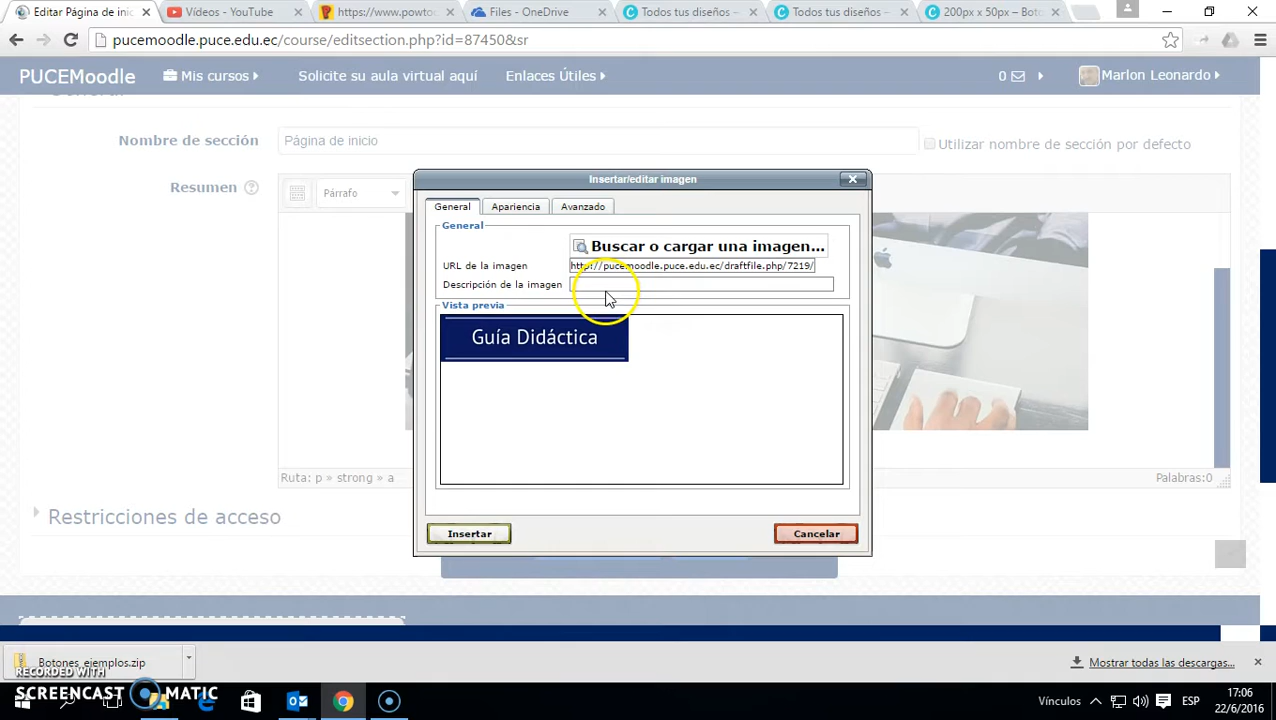 Editar Página de inic
Vídeos - YouTube
https://www.powtoo
Files - OneDrive
Todos tus diseños –
Todos tus diseños –
200px x 50px – Boto
pucemoodle.puce.edu.ec/course/editsection.php?id=87450&sr
PUCEMoodle
Mis cursos
Solicite su aula virtual aquí
Enlaces Útiles
0
Marlon Leonardo
General
Nombre de sección
Página de inicio
Utilizar nombre de sección por defecto
Resumen
Párrafo
Insertar/editar imagen
General
Apariencia
Avanzado
General
Buscar o cargar una imagen...
URL de la imagen
http://pucemoodle.puce.edu.ec/draftfile.php/7219/
Descripción de la imagen
Vista previa
Guía Didáctica
Ruta: p » strong » a
Palabras:0
Insertar
Cancelar
Restricciones de acceso
Botones_ejemplos.zip
Mostrar todas las descargas...
RECORDED WITH
SCREENCAST MATIC
Vínculos
ESP
17:06
22/6/2016